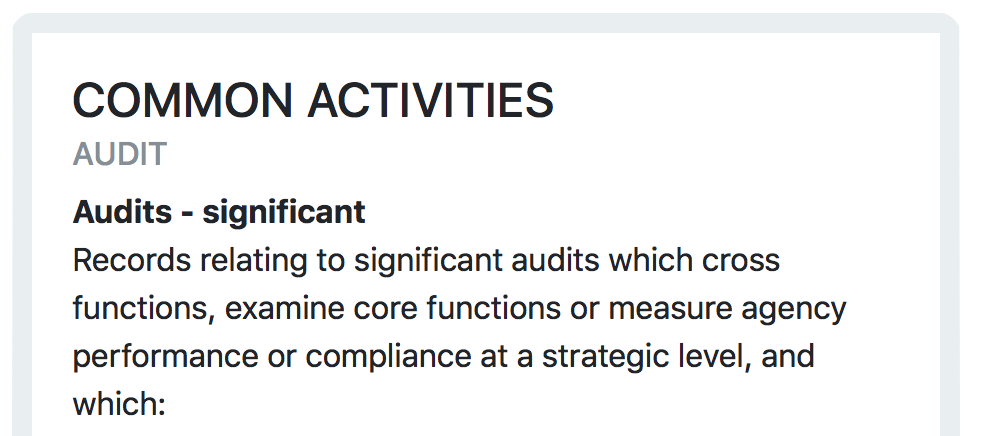 COMMON ACTIVITIES
AUDIT
Audits - significant
Records relating to significant audits which cross
functions, examine core functions or measure agency
performance or compliance at a strategic level, and
which: